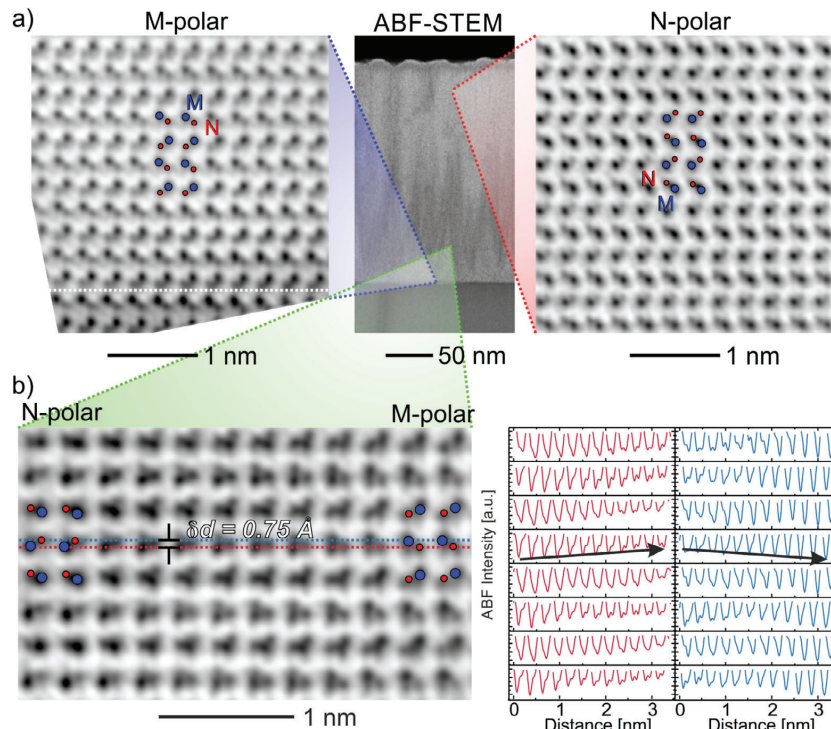 a)
M-polar
ABF-STEM
N-polar
M
N
N
M
1 nm
50 nm
1 nm
b)
N-polar
M-polar
δd = 0.75 Å
1 nm
ABF Intensity [a.u.]
0 1 2 3
0 1 2 3
Distance [nm]
Distance [nm]